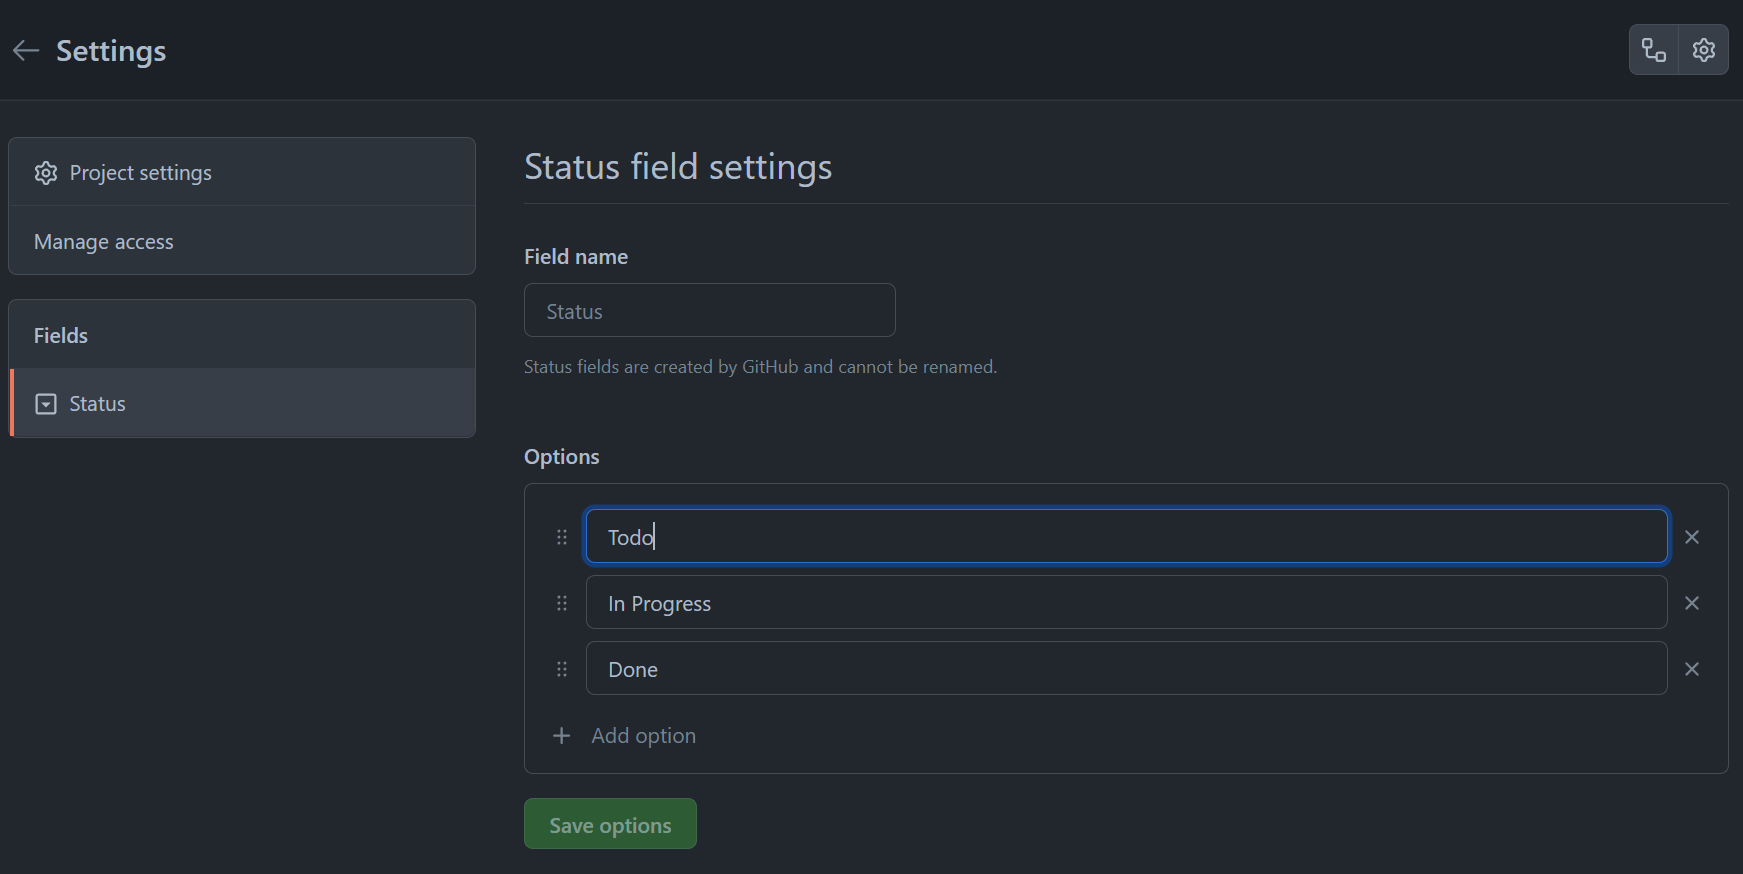 Settings
Project settings
Manage access
Fields
Status
Status field settings
Field name
Status
Status fields are created by GitHub and cannot be renamed.
Options
Todo
In Progress
Done
Add option
Save options